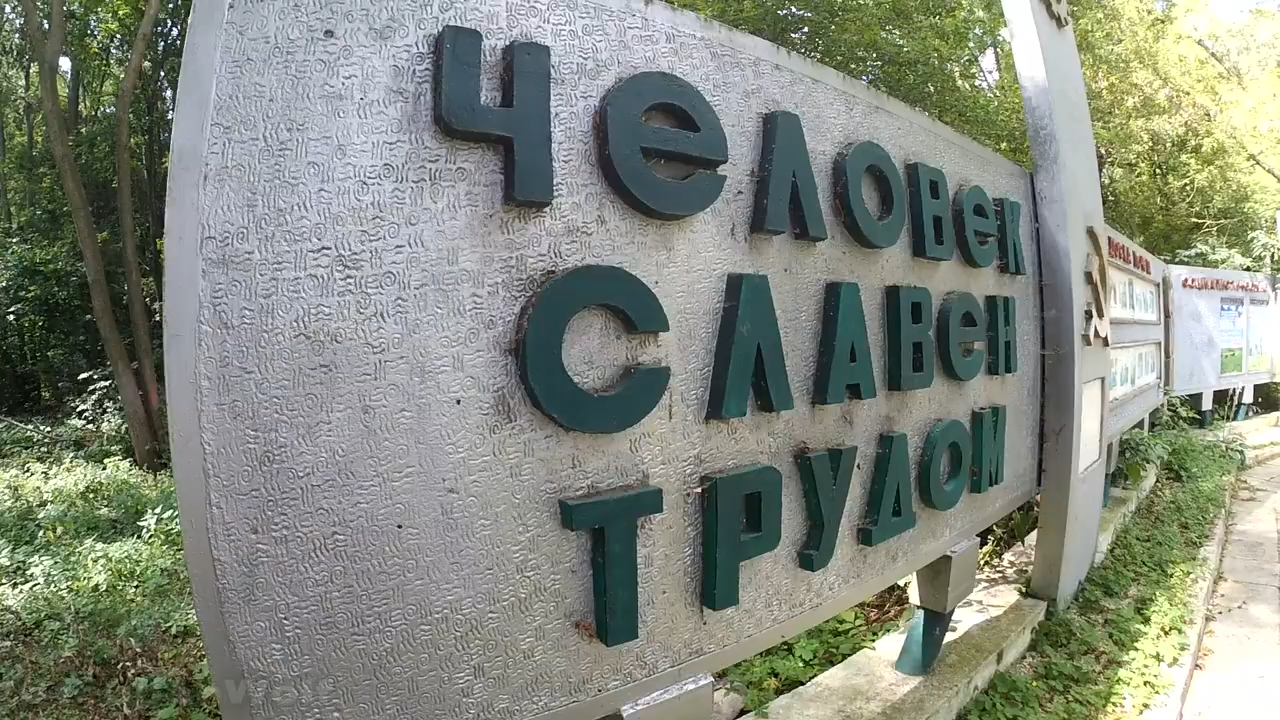 человек
славен
трудом